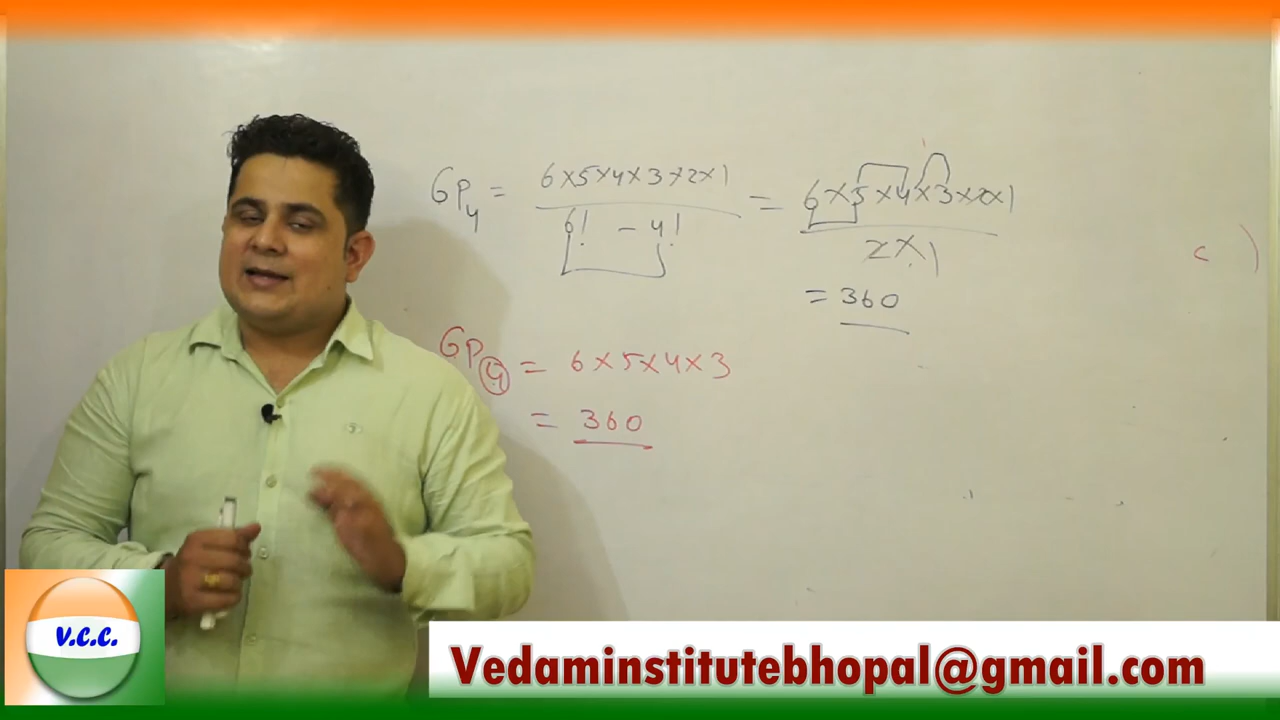 6P₄ = 6×5×4×3×2×1 / 6! - 4! = 6×5×4×3×2×1 / 2×1
= 360
6P₄ = 6×5×4×3
= 360
V.C.C.
Vedaminstitutebhopal@gmail.com